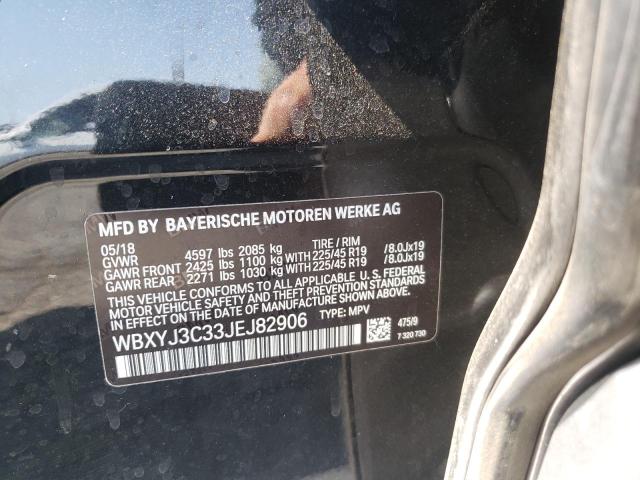 MFD BY BAYERISCHE MOTOREN WERKE AG
05/18 TIRE / RIM
GVWR 4597 lbs 2085 kg
GAWR FRONT 2425 lbs 1100 kg WITH 225/45 R19 /8.0Jx19
GAWR REAR 2271 lbs 1030 kg WITH 225/45 R19 /8.0Jx19
THIS VEHICLE CONFORMS TO ALL APPLICABLE U. S. FEDERAL
MOTOR VEHICLE SAFETY, BUMPER, AND THEFT PREVENTION
STANDARDS IN EFFECT ON THE DATE OF MANUFACTURE SHOWN ABOVE.
WBXYJ3C33JEJ82906 TYPE: MPV
475/9
7 320 730